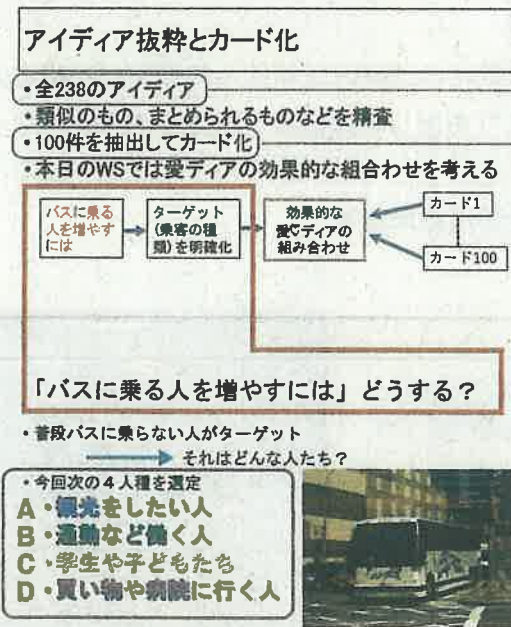 アイディア抜粋とカード化
・全238のアイディア
・類似のもの、まとめられるものなどを精査
・100件を抽出してカード化
・本日のWSでは愛ディアの効果的な組合わせを考える
バスに乗る
人を増やす
には
ターゲット
(乗客の種
類)を明確化
効果的な
愛♡ディアの
組み合わせ
カード1
カード100
「バスに乗る人を増やすには」どうする？
・普段バスに乗らない人がターゲット
それはどんな人たち？
・今回次の４人種を選定
A・観光をしたい人
B・通勤など働く人
C・学生や子どもたち
D・買い物や病院に行く人